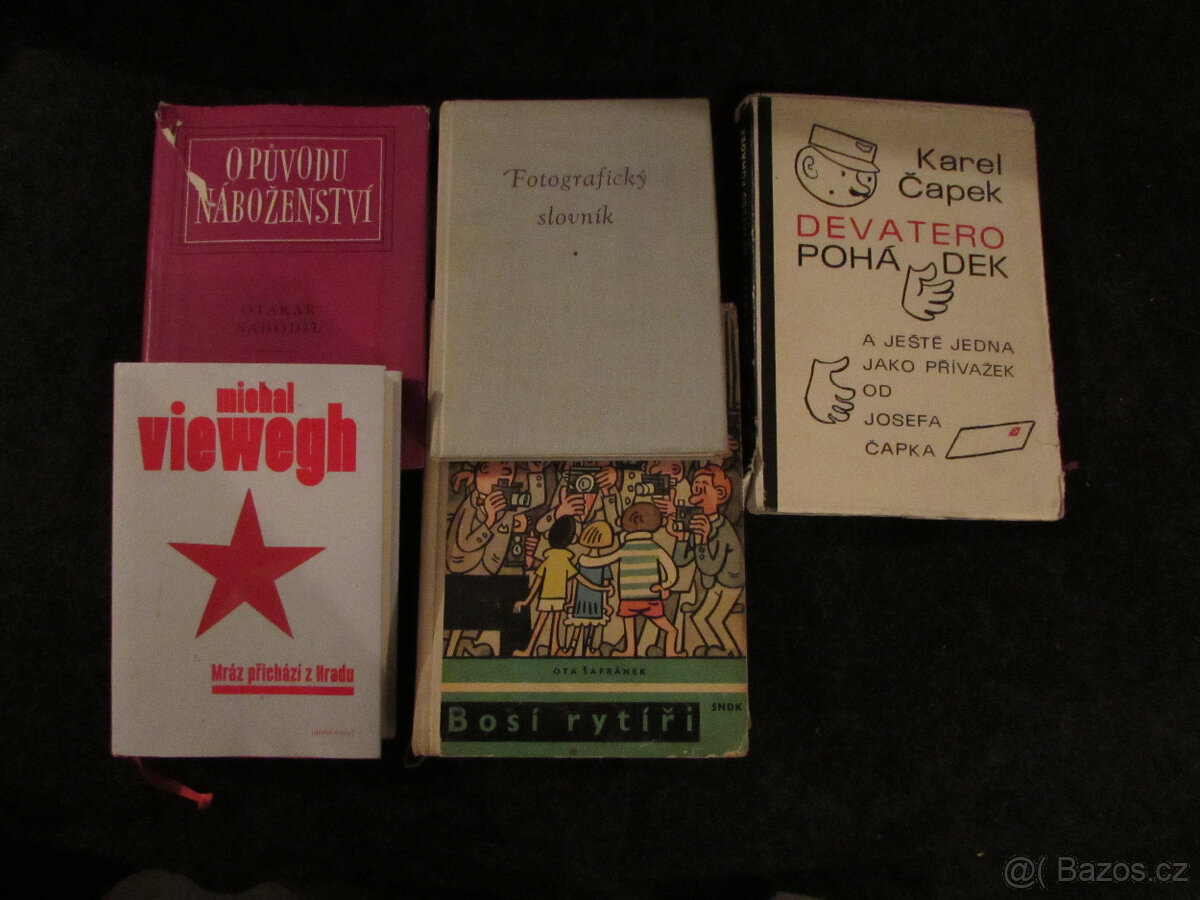 O PŮVODU
NÁBOŽENSTVÍ
OTAKAR
NAHODIL
Fotografický
slovník
Karel
Čapek
DEVATERO
POHÁDEK
A JEŠTĚ JEDNA
JAKO PŘÍVAŽEK
OD
JOSEFA
ČAPKA
michal
viewegh
Mráz přichází z Hradu
OTA ŠAFRÁNEK
SNDK
Bosí rytíři
@( Bazos.cz